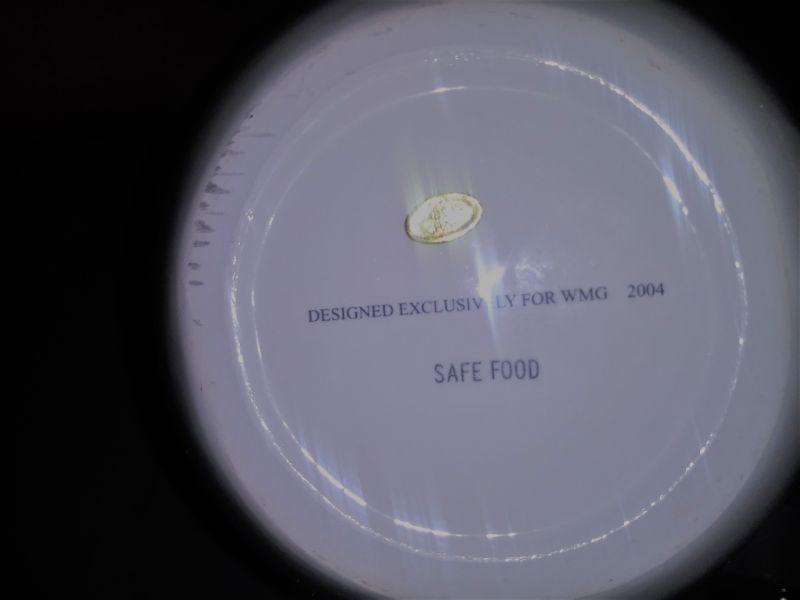 DESIGNED EXCLUSIVELY FOR WMG 2004
SAFE FOOD